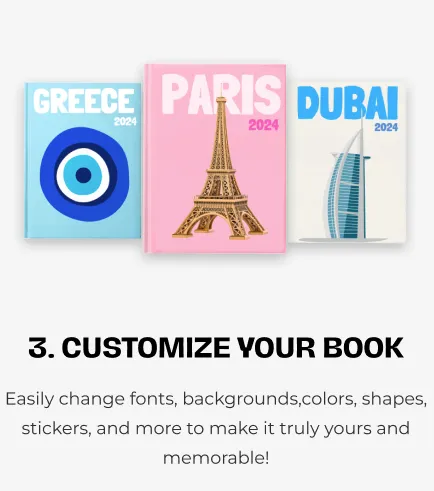 GREECE
2024
PARIS
2024
DUBAI
2024
3. CUSTOMIZE YOUR BOOK
Easily change fonts, backgrounds,colors, shapes,
stickers, and more to make it truly yours and
memorable!